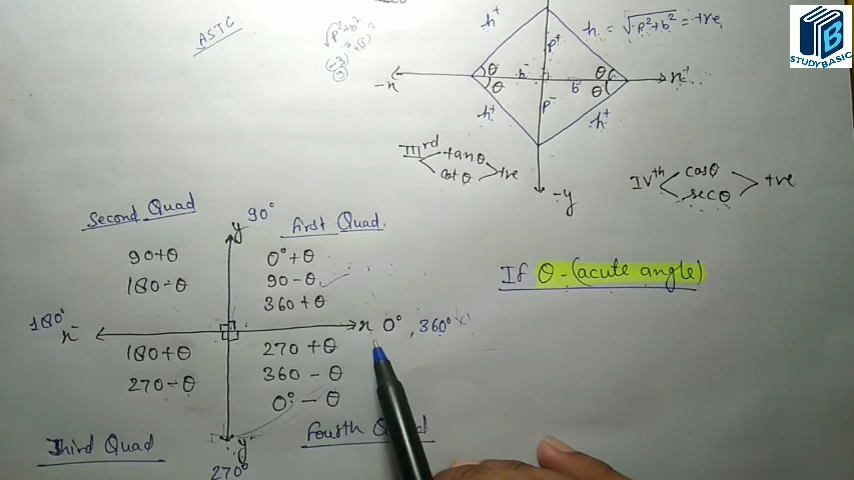 ASTC
√p²+b²
h⁺
h = √p²+b² = +ve
p⁺
θ b⁻ θ
-x x⁺
θ p⁻ b θ
h⁺ h⁺
IIIrd tanθ
cotθ +ve
-y
IVth cosθ
secθ +ve
Second Quad
y 90°
First Quad
90+θ 0°+θ
180-θ 90-θ
360+θ
180° x⁻ x 0°, 360°
180+θ 270+θ
270-θ 360-θ
0°-θ
Third Quad
y⁻
270°
Fourth Q d
If θ-(acute angle)
STUDYBASIC